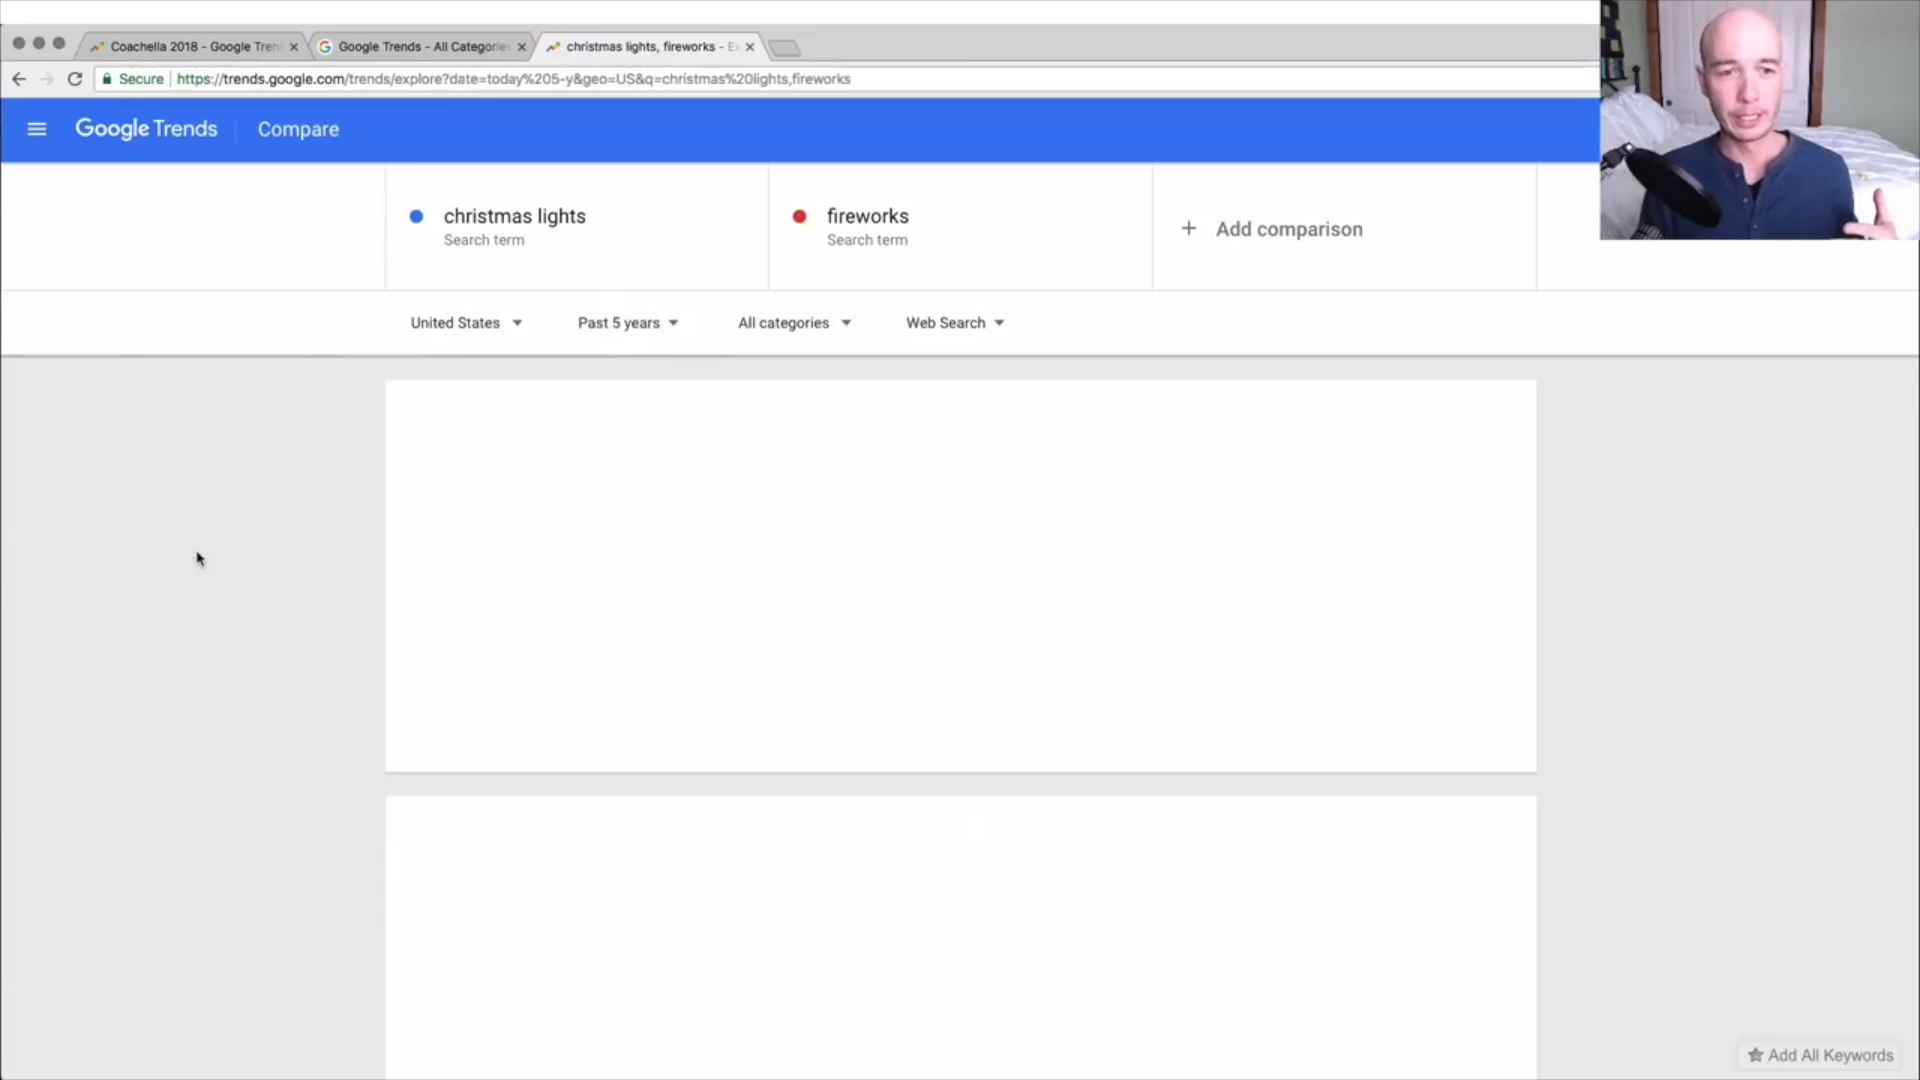 Coachella 2018 - Google Tren
Google Trends - All Categories
christmas lights, fireworks - E
Secure
https://trends.google.com/trends/explore?date=today%205-y&geo=US&q=christmas%20lights,fireworks
Google Trends
Compare
christmas lights
Search term
fireworks
Search term
+ Add comparison
United States
Past 5 years
All categories
Web Search
Add All Keywords